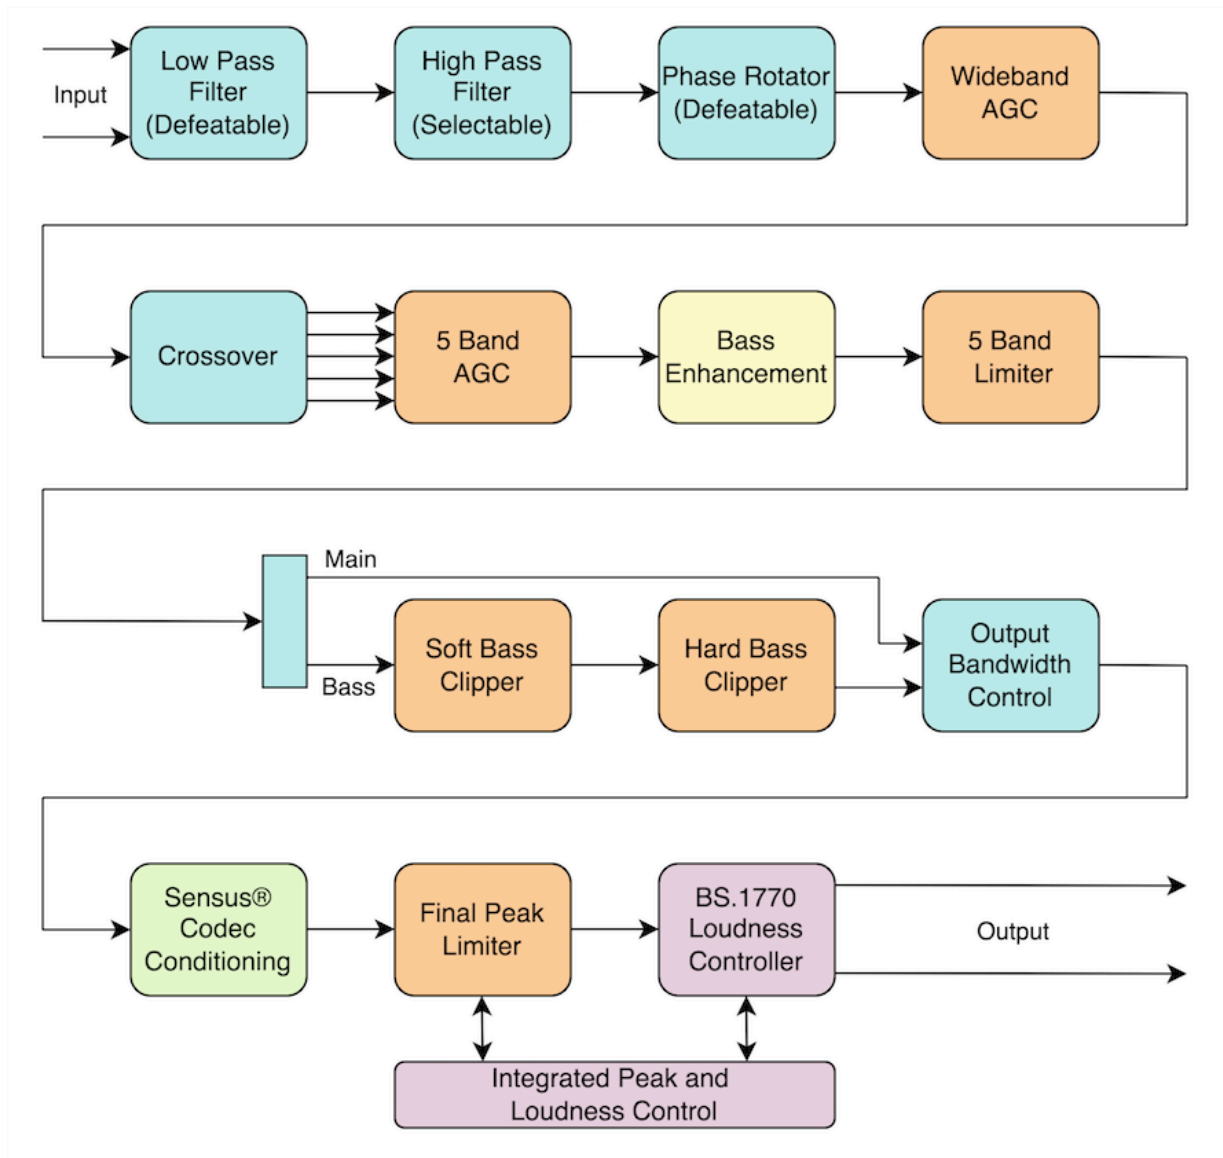 Input
Low Pass
Filter
(Defeatable)
High Pass
Filter
(Selectable)
Phase Rotator
(Defeatable)
Wideband
AGC
Crossover
5 Band
AGC
Bass
Enhancement
5 Band
Limiter
Main
Bass
Soft Bass
Clipper
Hard Bass
Clipper
Output
Bandwidth
Control
Sensus®
Codec
Conditioning
Final Peak
Limiter
BS.1770
Loudness
Controller
Output
Integrated Peak and
Loudness Control